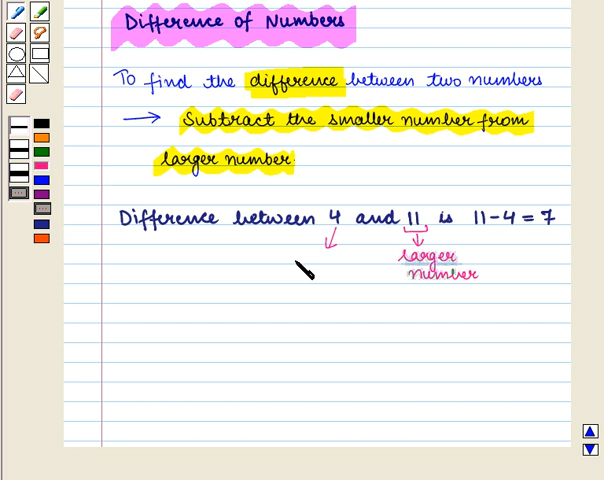 Difference of Numbers
To find the difference between two numbers
→ Subtract the smaller number from
larger number.
Difference between 4 and 11 is 11-4=7
larger
number